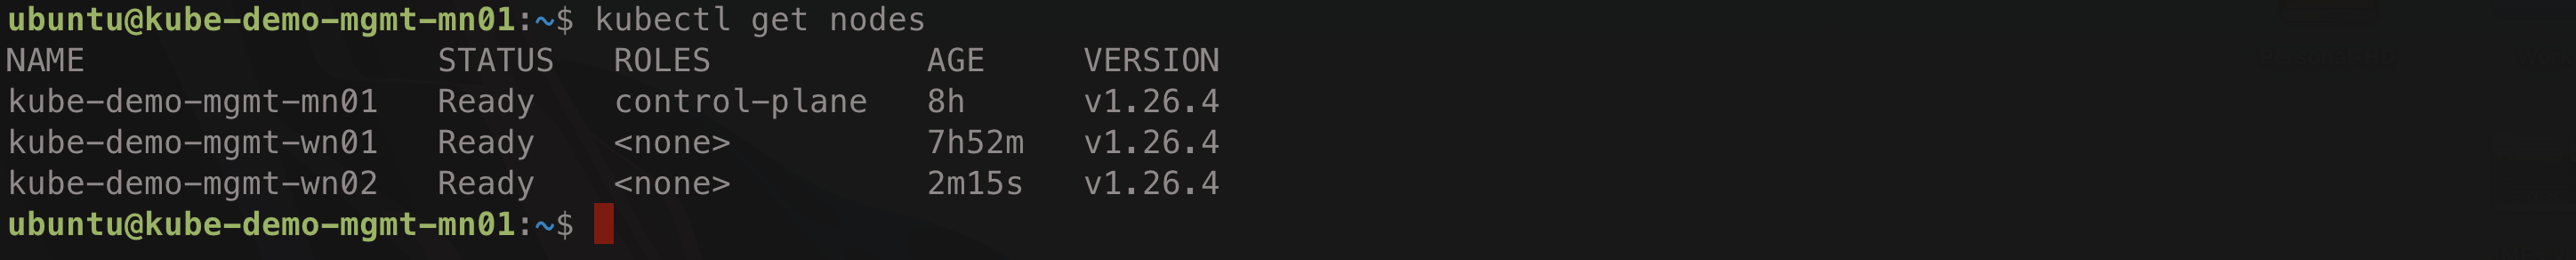 ubuntu@kube-demo-mgmt-mn01:~$ kubectl get nodes
NAME                  STATUS   ROLES           AGE     VERSION
kube-demo-mgmt-mn01   Ready    control-plane   8h      v1.26.4
kube-demo-mgmt-wn01   Ready    <none>          7h52m   v1.26.4
kube-demo-mgmt-wn02   Ready    <none>          2m15s   v1.26.4
ubuntu@kube-demo-mgmt-mn01:~$